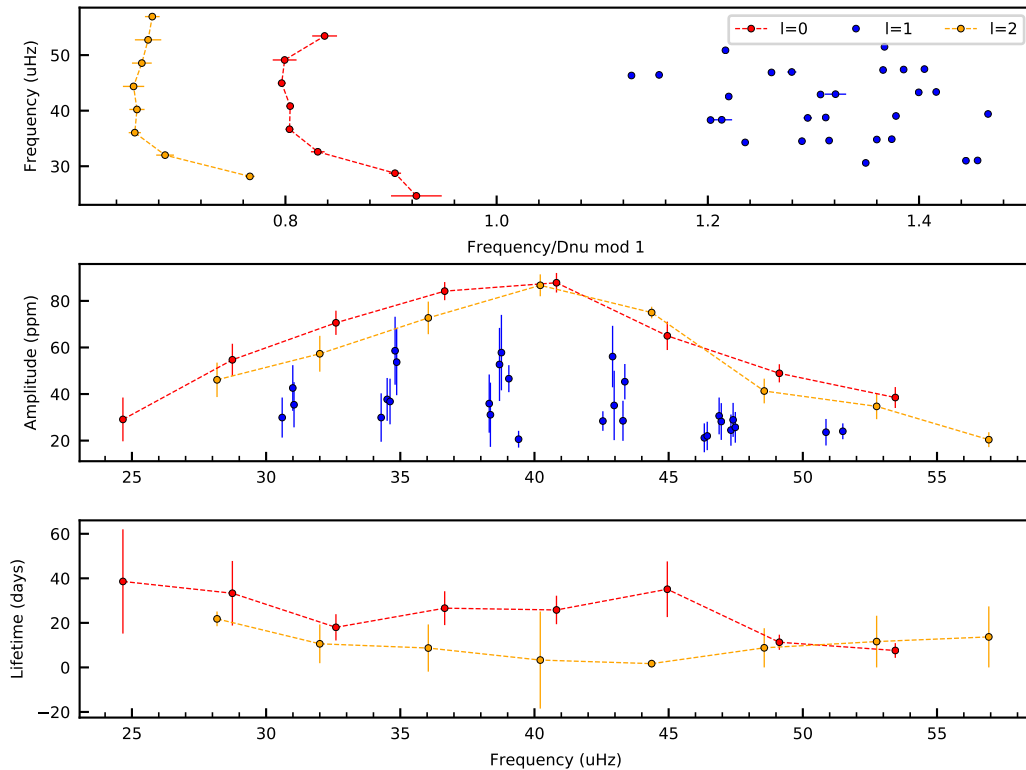 l=0 l=1 l=2
50
40
30
Frequency (uHz)
0.8 1.0 1.2 1.4
Frequency/Dnu mod 1
80
60
40
20
Amplitude (ppm)
25 30 35 40 45 50 55
60
40
20
0
−20
Lifetime (days)
25 30 35 40 45 50 55
Frequency (uHz)